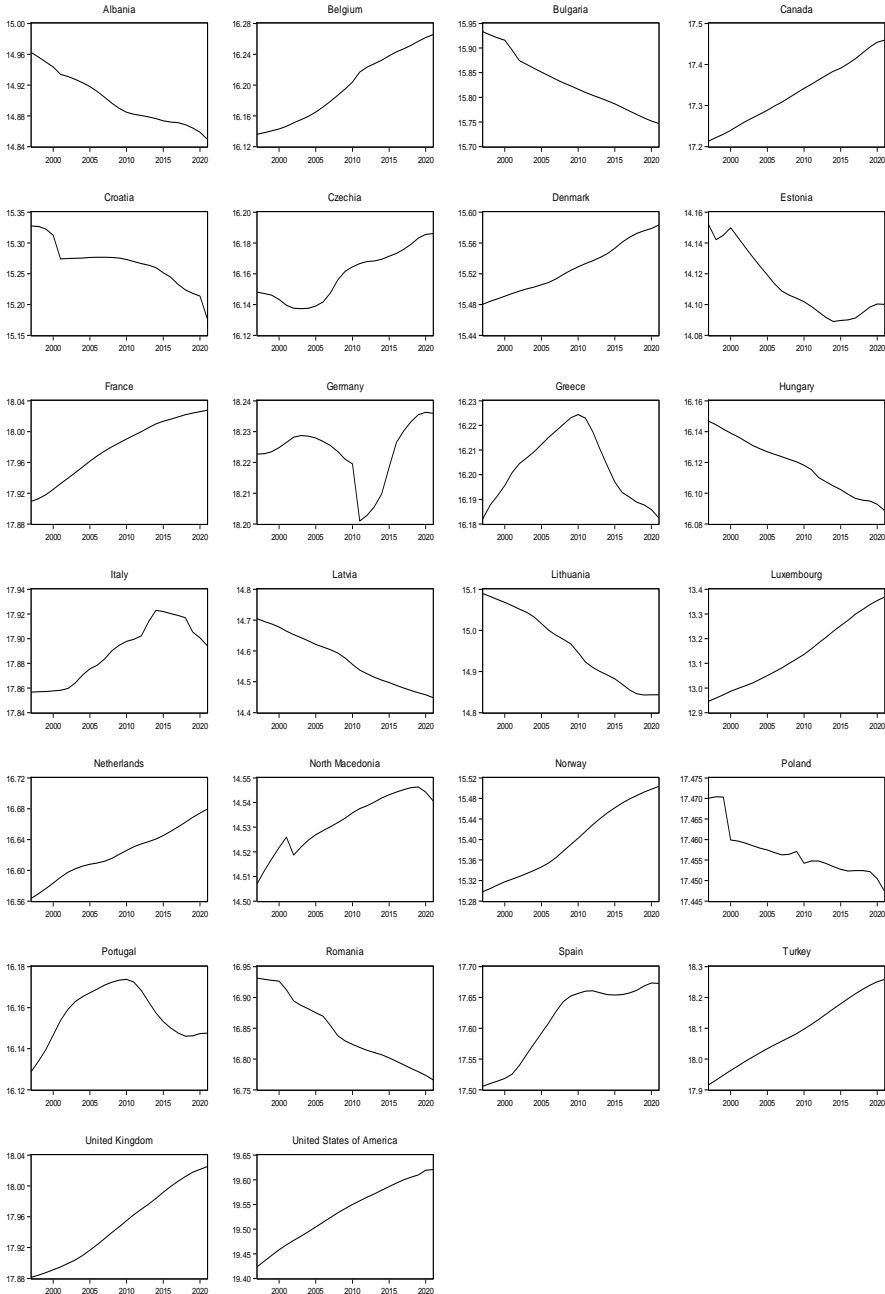 Albania
15.00
14.96
14.92
14.88
14.84
2000 2005 2010 2015 2020
Belgium
16.28
16.24
16.20
16.16
16.12
2000 2005 2010 2015 2020
Bulgaria
15.95
15.90
15.85
15.80
15.75
15.70
2000 2005 2010 2015 2020
Canada
17.5
17.4
17.3
17.2
2000 2005 2010 2015 2020
Croatia
15.35
15.30
15.25
15.20
15.15
2000 2005 2010 2015 2020
Czechia
16.20
16.18
16.16
16.14
16.12
2000 2005 2010 2015 2020
Denmark
15.60
15.56
15.52
15.48
15.44
2000 2005 2010 2015 2020
Estonia
14.16
14.14
14.12
14.10
14.08
2000 2005 2010 2015 2020
France
18.04
18.00
17.96
17.92
17.88
2000 2005 2010 2015 2020
Germany
18.24
18.23
18.22
18.21
18.20
2000 2005 2010 2015 2020
Greece
16.23
16.22
16.21
16.20
16.19
16.18
2000 2005 2010 2015 2020
Hungary
16.16
16.14
16.12
16.10
16.08
2000 2005 2010 2015 2020
Italy
17.94
17.92
17.90
17.88
17.86
17.84
2000 2005 2010 2015 2020
Latvia
14.8
14.7
14.6
14.5
14.4
2000 2005 2010 2015 2020
Lithuania
15.1
15.0
14.9
14.8
2000 2005 2010 2015 2020
Luxembourg
13.4
13.3
13.2
13.1
13.0
12.9
2000 2005 2010 2015 2020
Netherlands
16.72
16.68
16.64
16.60
16.56
2000 2005 2010 2015 2020
North Macedonia
14.55
14.54
14.53
14.52
14.51
14.50
2000 2005 2010 2015 2020
Norway
15.52
15.48
15.44
15.40
15.36
15.32
15.28
2000 2005 2010 2015 2020
Poland
17.475
17.470
17.465
17.460
17.455
17.450
17.445
2000 2005 2010 2015 2020
Portugal
16.18
16.16
16.14
16.12
2000 2005 2010 2015 2020
Romania
16.95
16.90
16.85
16.80
16.75
2000 2005 2010 2015 2020
Spain
17.70
17.65
17.60
17.55
17.50
2000 2005 2010 2015 2020
Turkey
18.3
18.2
18.1
18.0
17.9
2000 2005 2010 2015 2020
United Kingdom
18.04
18.00
17.96
17.92
17.88
2000 2005 2010 2015 2020
United States of America
19.65
19.60
19.55
19.50
19.45
19.40
2000 2005 2010 2015 2020